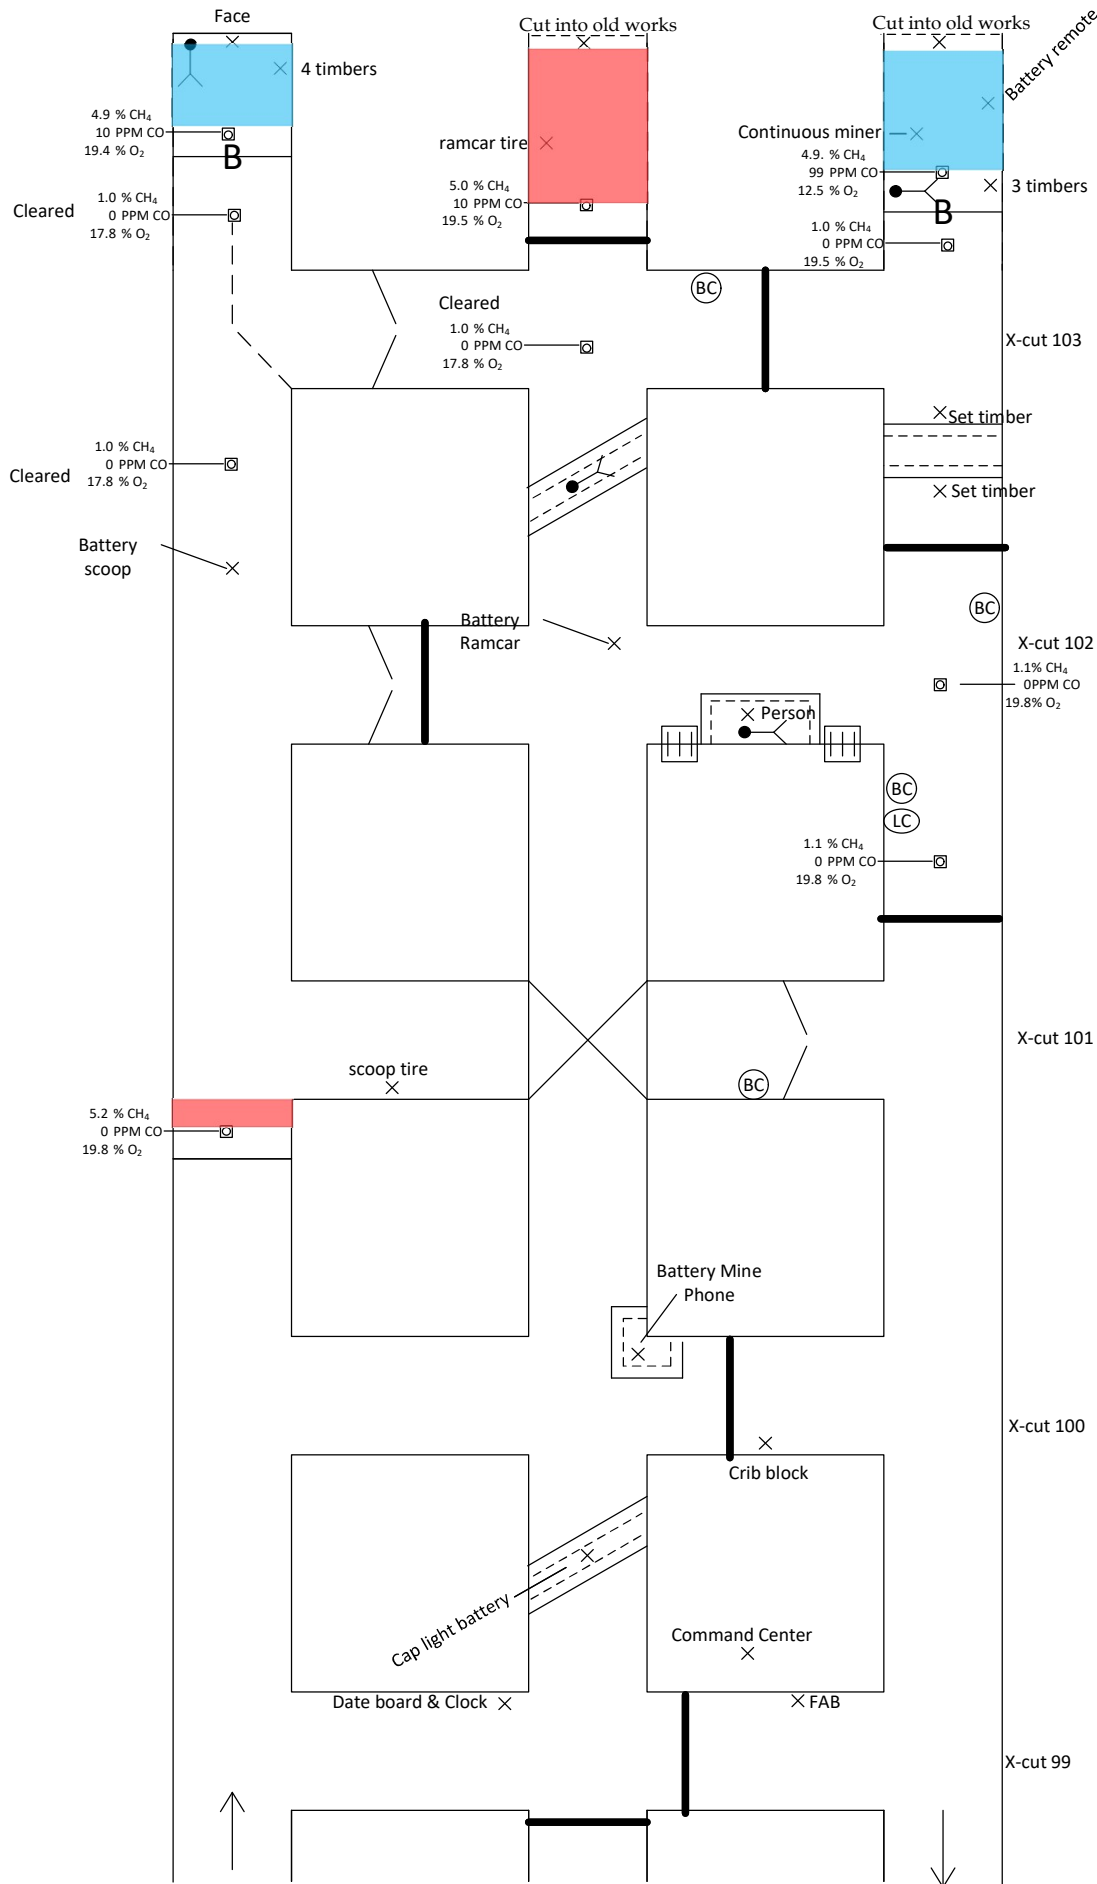 Face
Cut into old works
Cut into old works
Battery remote
4 timbers
4.9 % CH₄
10 PPM CO
19.4 % O₂
B
ramcar tire
Continuous miner
4.9. % CH₄
99 PPM CO
12.5 % O₂
3 timbers
B
5.0 % CH₄
10 PPM CO
19.5 % O₂
Cleared
1.0 % CH₄
0 PPM CO
17.8 % O₂
1.0 % CH₄
0 PPM CO
19.5 % O₂
BC
Cleared
1.0 % CH₄
0 PPM CO
17.8 % O₂
X-cut 103
Set timber
Cleared
1.0 % CH₄
0 PPM CO
17.8 % O₂
Set timber
Battery
scoop
BC
Battery
Ramcar
X-cut 102
1.1% CH₄
0PPM CO
19.8% O₂
Person
BC
LC
1.1 % CH₄
0 PPM CO
19.8 % O₂
X-cut 101
scoop tire
BC
5.2 % CH₄
0 PPM CO
19.8 % O₂
Battery Mine
Phone
X-cut 100
Crib block
Cap light battery
Command Center
Date board & Clock
FAB
X-cut 99